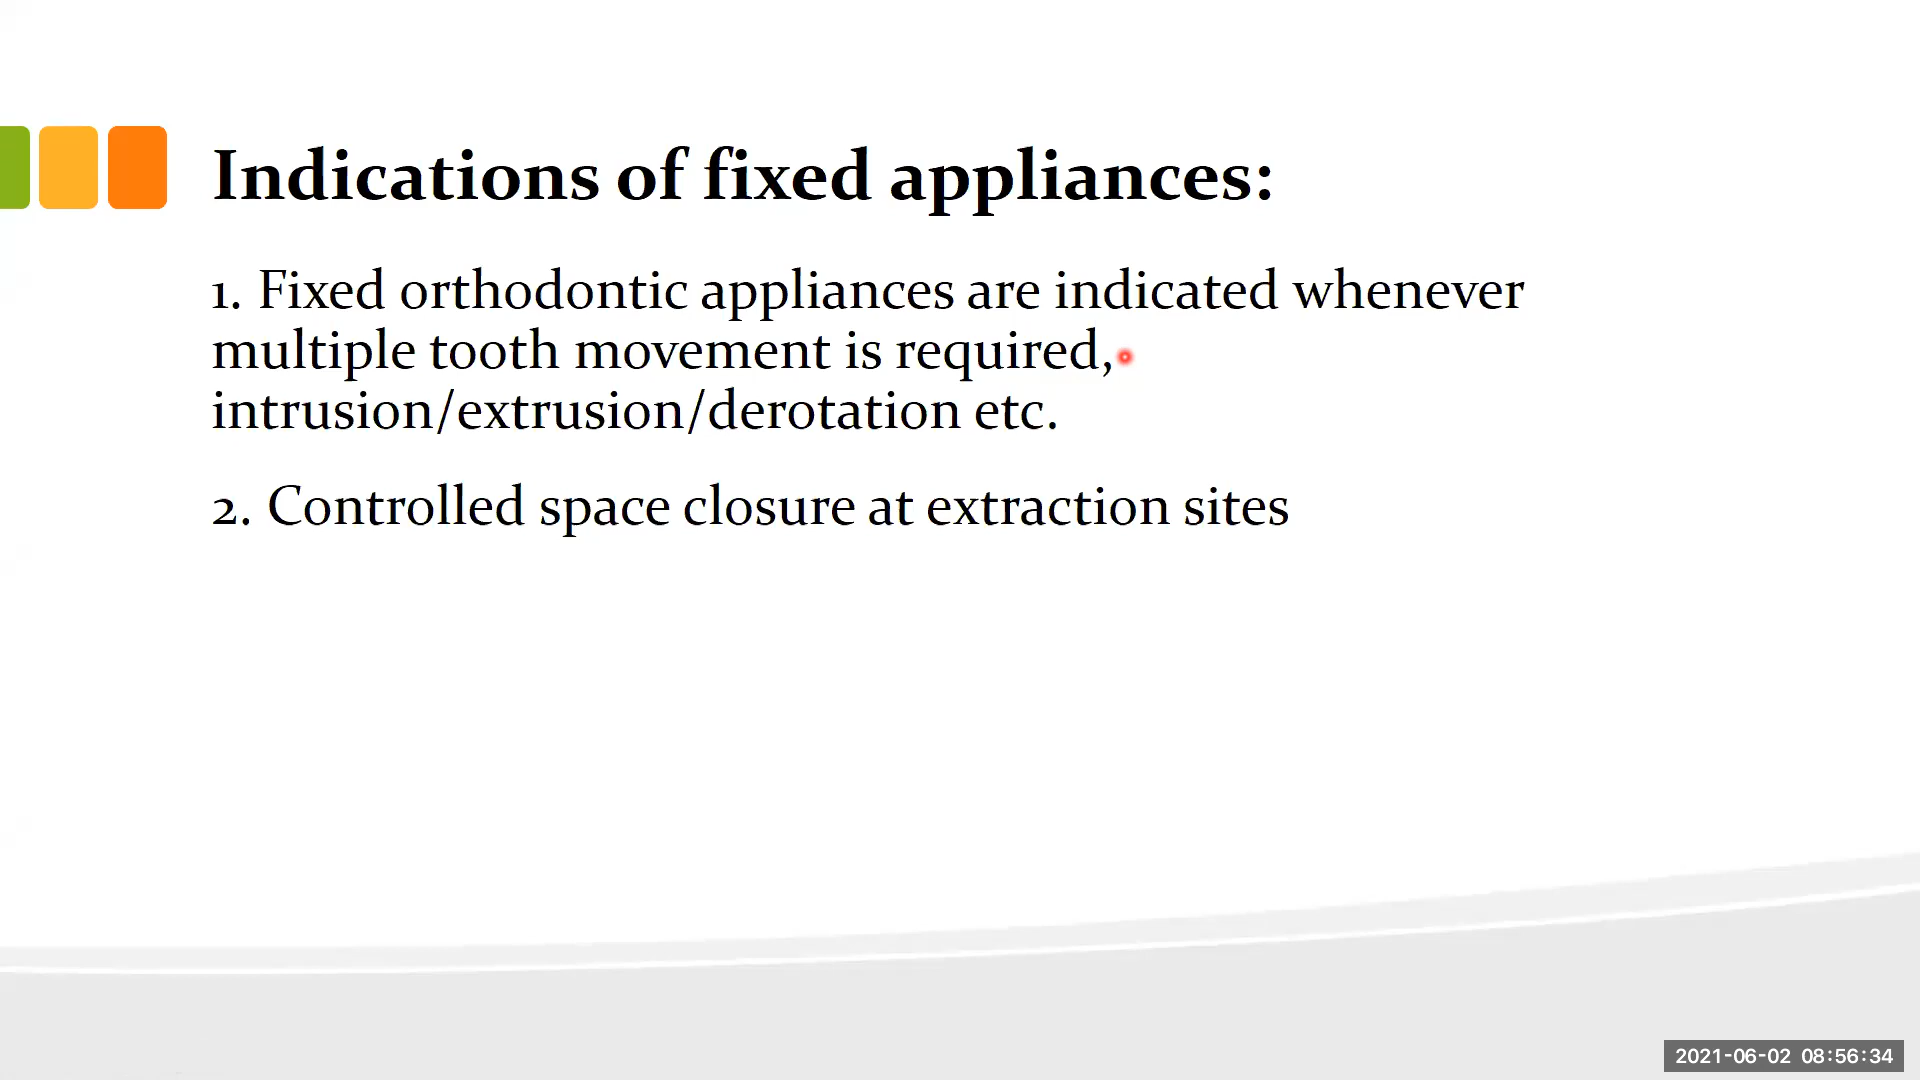 Indications of fixed appliances:
1. Fixed orthodontic appliances are indicated whenever
multiple tooth movement is required,
intrusion/extrusion/derotation etc.
2. Controlled space closure at extraction sites
2021-06-02 08:56:34